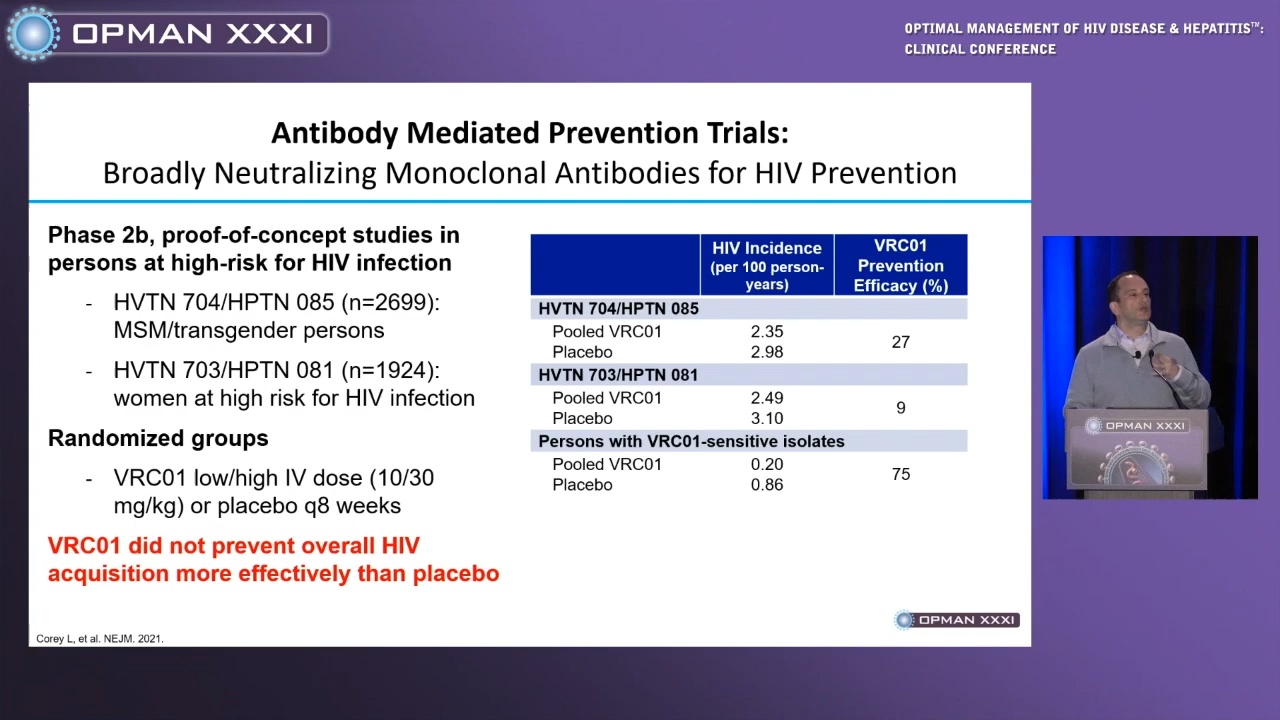 OPMAN XXXI
OPTIMAL MANAGEMENT OF HIV DISEASE & HEPATITIS™:
CLINICAL CONFERENCE
Antibody Mediated Prevention Trials:
Broadly Neutralizing Monoclonal Antibodies for HIV Prevention
Phase 2b, proof-of-concept studies in
persons at high-risk for HIV infection
- HVTN 704/HPTN 085 (n=2699):
MSM/transgender persons
- HVTN 703/HPTN 081 (n=1924):
women at high risk for HIV infection
Randomized groups
- VRC01 low/high IV dose (10/30
mg/kg) or placebo q8 weeks
VRC01 did not prevent overall HIV
acquisition more effectively than placebo
HIV Incidence
(per 100 person-
years)
VRC01
Prevention
Efficacy (%)
HVTN 704/HPTN 085
Pooled VRC01 2.35
Placebo 2.98
27
HVTN 703/HPTN 081
Pooled VRC01 2.49
Placebo 3.10
9
Persons with VRC01-sensitive isolates
Pooled VRC01 0.20
Placebo 0.86
75
OPMAN XXXI
Corey L, et al. NEJM. 2021.
OPMAN XXXI